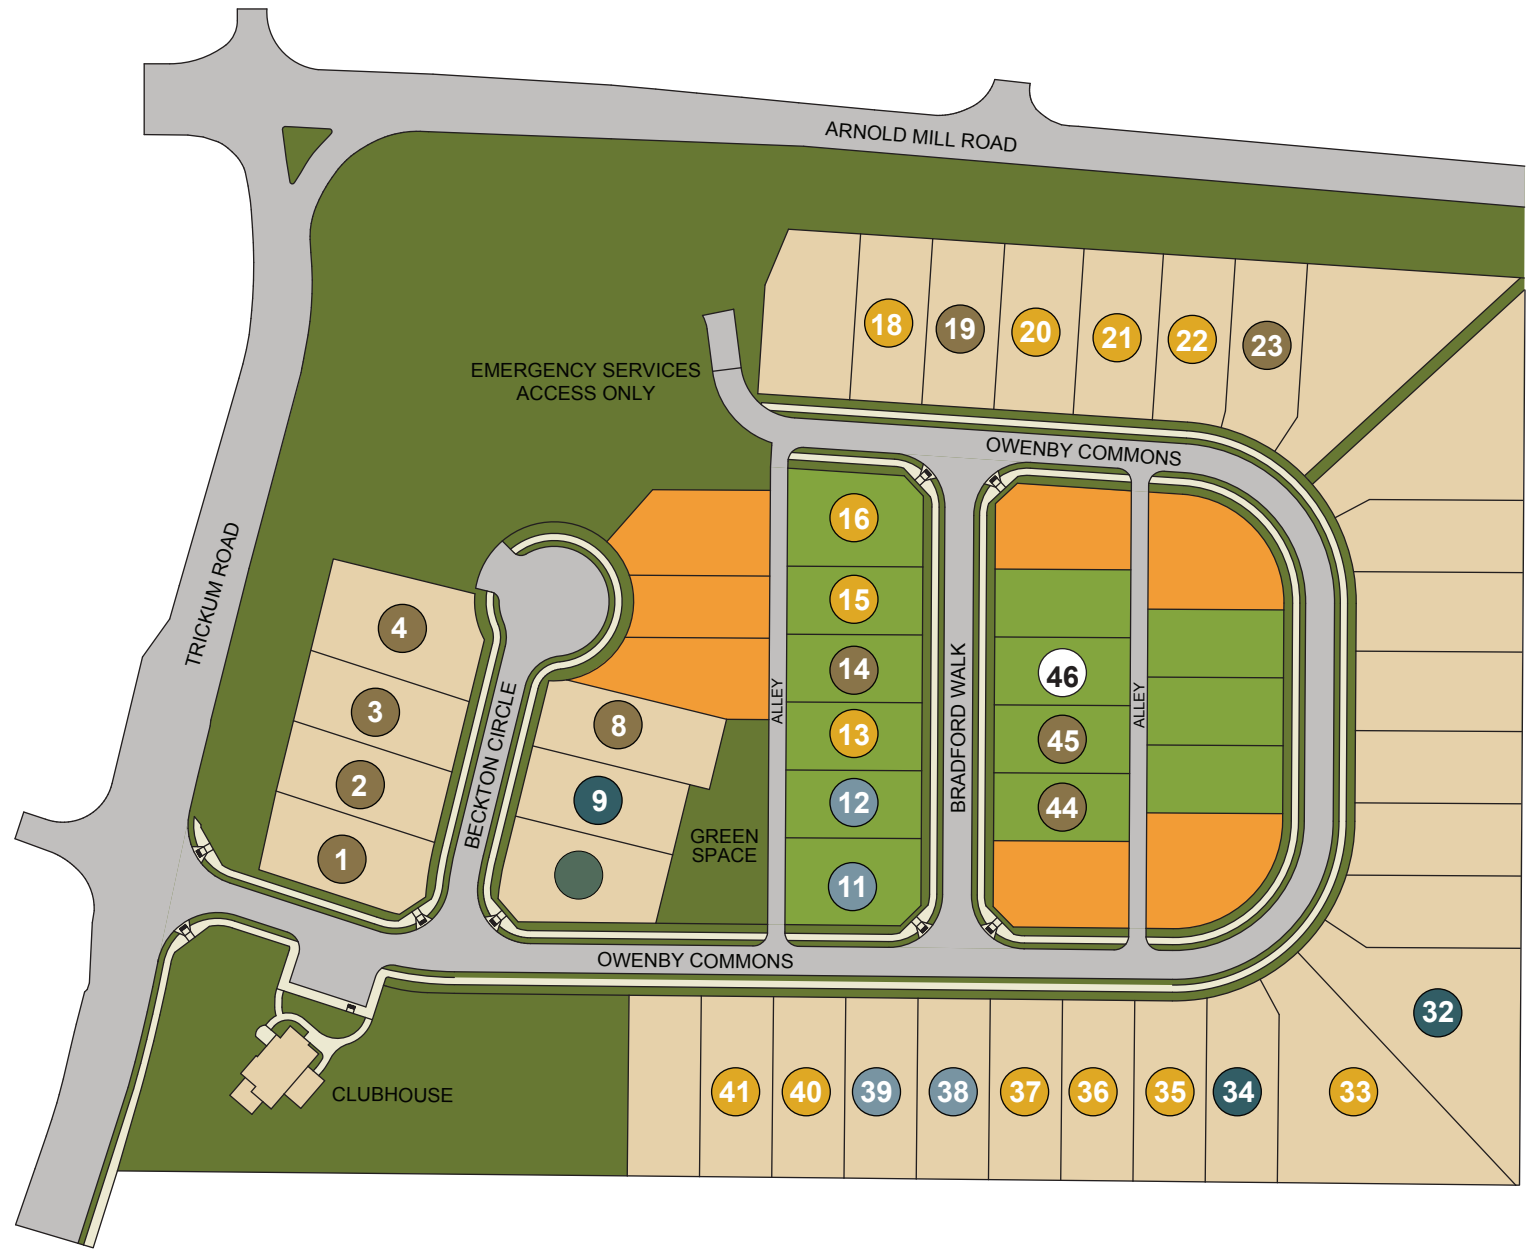 ARNOLD MILL ROAD
18
19
20
21
22
23
EMERGENCY SERVICES
ACCESS ONLY
OWENBY COMMONS
TRICKUM ROAD
16
15
14
13
12
11
4
3
2
1
BECKTON CIRCLE
8
9
GREEN
SPACE
ALLEY
BRADFORD WALK
46
45
44
ALLEY
OWENBY COMMONS
32
CLUBHOUSE
41
40
39
38
37
36
35
34
33